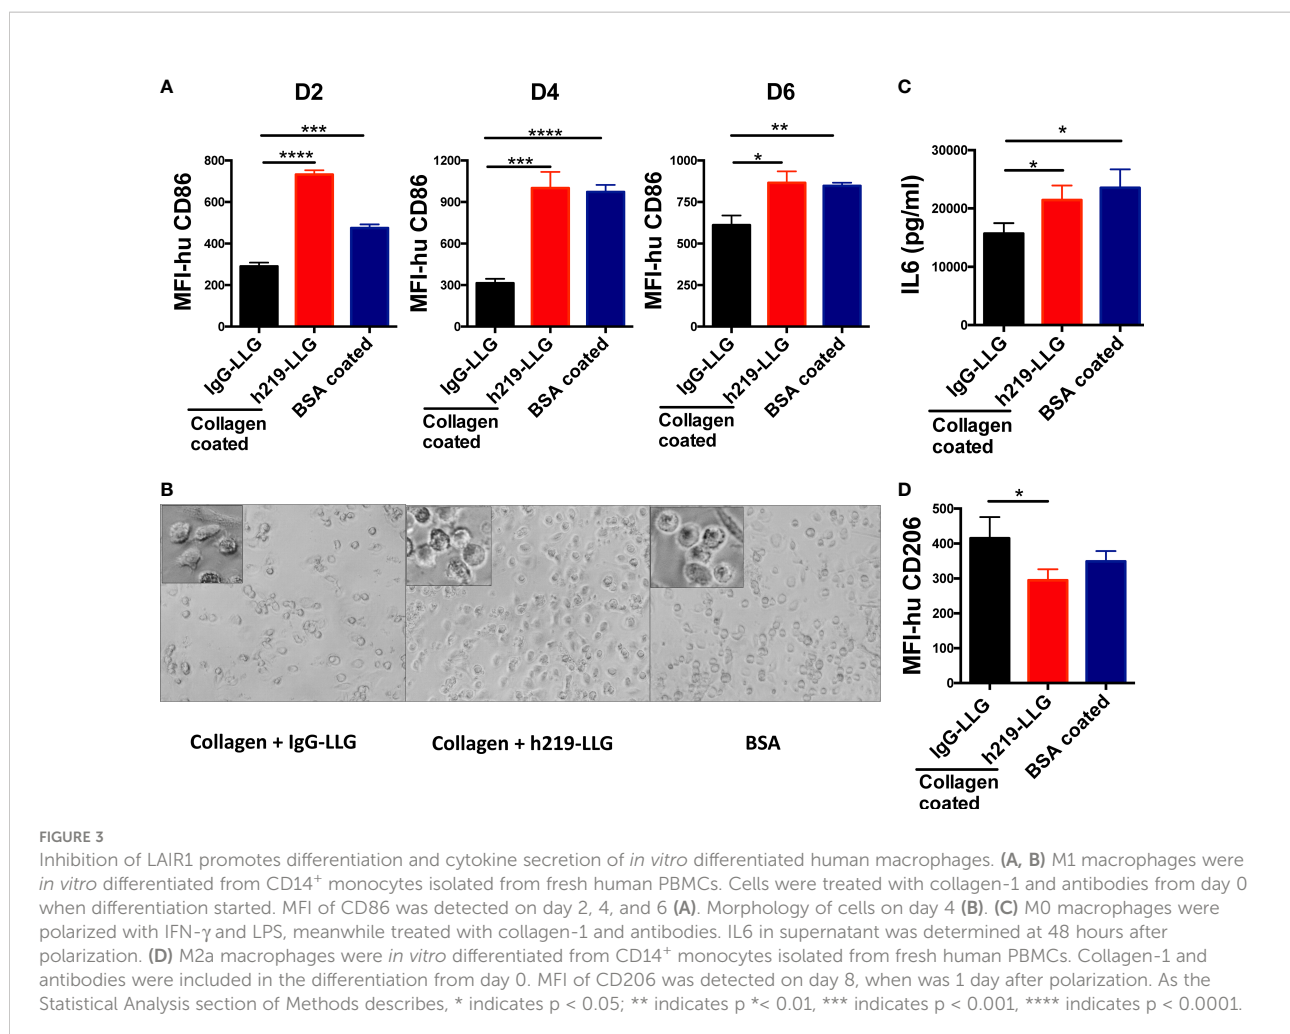 A
D2
***
****
MFI-hu CD86
800
600
400
200
0
IgG-LLG
h219-LLG
BSA coated
Collagen
coated
D4
****
***
MFI-hu CD86
1200
900
600
300
0
IgG-LLG
h219-LLG
BSA coated
Collagen
coated
D6
**
*
MFI-hu CD86
1000
750
500
250
0
IgG-LLG
h219-LLG
BSA coated
Collagen
coated
C
*
*
IL6 (pg/ml)
30000
20000
10000
0
IgG-LLG
h219-LLG
BSA coated
Collagen
coated
B
Collagen + IgG-LLG
Collagen + h219-LLG
BSA
D
*
MFI-hu CD206
500
400
300
200
100
0
IgG-LLG
h219-LLG
BSA coated
Collagen
coated
FIGURE 3
Inhibition of LAIR1 promotes differentiation and cytokine secretion of in vitro differentiated human macrophages. (A, B) M1 macrophages were
in vitro differentiated from CD14⁺ monocytes isolated from fresh human PBMCs. Cells were treated with collagen-1 and antibodies from day 0
when differentiation started. MFI of CD86 was detected on day 2, 4, and 6 (A). Morphology of cells on day 4 (B). (C) M0 macrophages were
polarized with IFN-γ and LPS, meanwhile treated with collagen-1 and antibodies. IL6 in supernatant was determined at 48 hours after
polarization. (D) M2a macrophages were in vitro differentiated from CD14⁺ monocytes isolated from fresh human PBMCs. Collagen-1 and
antibodies were included in the differentiation from day 0. MFI of CD206 was detected on day 8, when was 1 day after polarization. As the
Statistical Analysis section of Methods describes, * indicates p < 0.05; ** indicates p *< 0.01, *** indicates p < 0.001, **** indicates p < 0.0001.